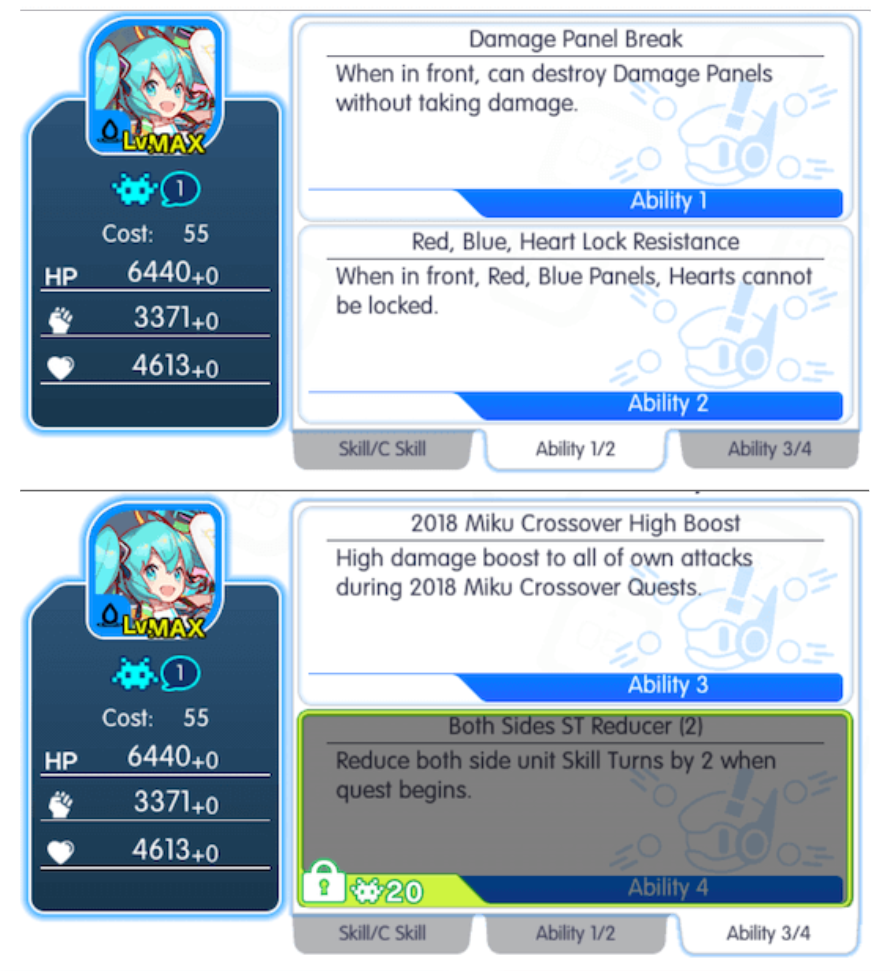 Damage Panel Break
When in front, can destroy Damage Panels
without taking damage.
Ability 1
LvMAX
1
Cost: 55
HP 6440+0
3371+0
4613+0
Red, Blue, Heart Lock Resistance
When in front, Red, Blue Panels, Hearts cannot
be locked.
Ability 2
Skill/C Skill
Ability 1/2
Ability 3/4
2018 Miku Crossover High Boost
High damage boost to all of own attacks
during 2018 Miku Crossover Quests.
Ability 3
LvMAX
1
Cost: 55
HP 6440+0
3371+0
4613+0
Both Sides ST Reducer (2)
Reduce both side unit Skill Turns by 2 when
quest begins.
20
Ability 4
Skill/C Skill
Ability 1/2
Ability 3/4